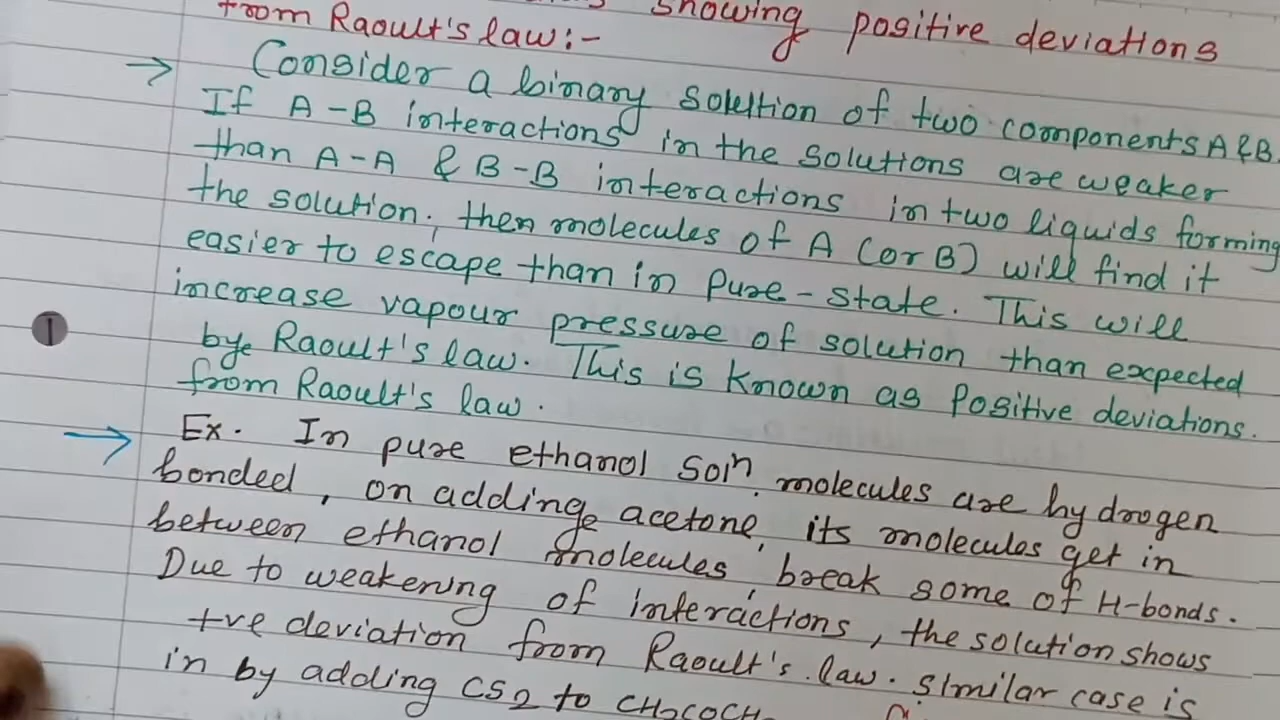 showing positive deviations
from Raoult's law:-
→ Consider a binary solution of two components A & B.
If A-B interactions in the solutions are weaker
than A-A & B-B interactions in two liquids forming
the solution, then molecules of A (or B) will find it
easier to escape than in pure-state. This will
increase vapour pressure of solution than expected
by Raoult's law. This is known as Positive deviations
from Raoult's law.
→ Ex. In pure ethanol soln molecules are hydrogen
bonded, on adding acetone, its molecules get in
between ethanol molecules, break some of H-bonds.
Due to weakening of interactions, the solution shows
+ve deviation from Raoult's law. similar case is
in by adding CS2 to CH3COCH3